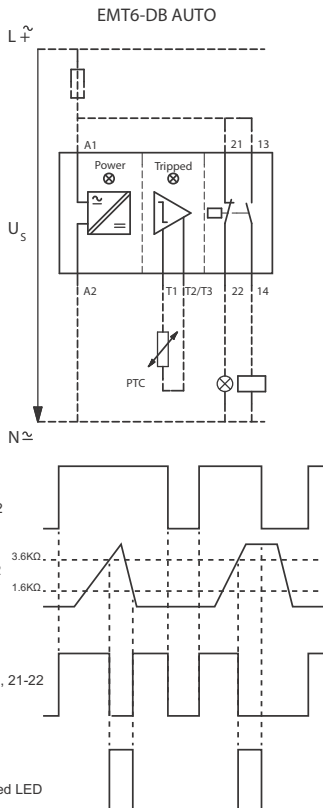 EMT6-DB AUTO
L +~
A1
21 13
Power
Tripped
~
=
U_S
A2
T1 T2/T3
22 14
PTC
N ~
2
3.6KΩ
1.6KΩ
, 21-22
ed LED